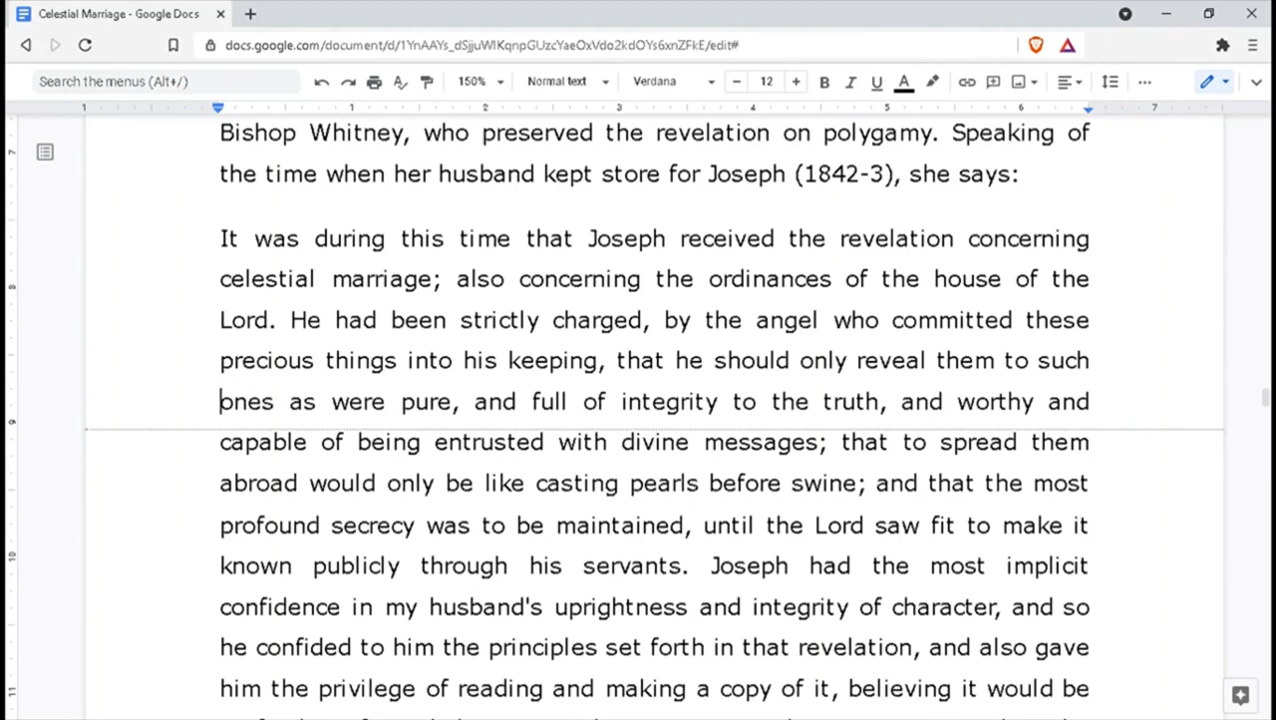 Celestial Marriage - Google Docs
docs.google.com/document/d/1YnAAYs_dSjjuWlKqnpGUzcYaeOxVdo2kdOYs6xnZFkE/edit#
Search the menus (Alt+/)
150%
Normal text
Verdana
12
1 1 2 3 4 5 6 7
Bishop Whitney, who preserved the revelation on polygamy. Speaking of
the time when her husband kept store for Joseph (1842-3), she says:
It was during this time that Joseph received the revelation concerning
celestial marriage; also concerning the ordinances of the house of the
Lord. He had been strictly charged, by the angel who committed these
precious things into his keeping, that he should only reveal them to such
ones as were pure, and full of integrity to the truth, and worthy and
capable of being entrusted with divine messages; that to spread them
abroad would only be like casting pearls before swine; and that the most
profound secrecy was to be maintained, until the Lord saw fit to make it
known publicly through his servants. Joseph had the most implicit
confidence in my husband's uprightness and integrity of character, and so
he confided to him the principles set forth in that revelation, and also gave
him the privilege of reading and making a copy of it, believing it would be